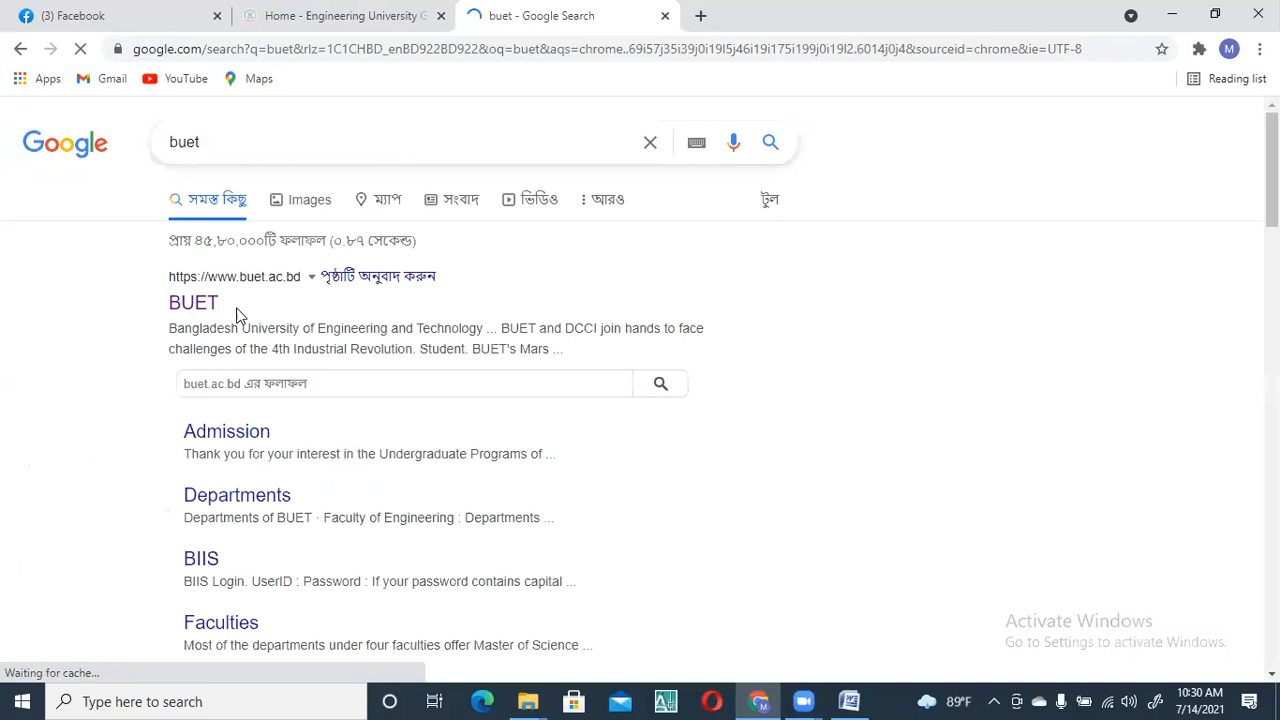 (3) Facebook
Home - Engineering University G
buet - Google Search
google.com/search?q=buet&rlz=1C1CHBD_enBD922BD922&oq=buet&aqs=chrome..69i57j35i39j0i19l5j46i19i175i199j0i19l2.6014j0j4&sourceid=chrome&ie=UTF-8
M
Apps Gmail YouTube Maps Reading list
Google
buet
সমস্ত কিছু Images ম্যাপ সংবাদ ভিডিও আরও টুল
প্রায় ৪৫,৮০,০০০টি ফলাফল (০.৮৭ সেকেন্ড)
https://www.buet.ac.bd পৃষ্ঠাটি অনুবাদ করুন
BUET
Bangladesh University of Engineering and Technology ... BUET and DCCI join hands to face
challenges of the 4th Industrial Revolution. Student. BUET's Mars ...
buet.ac.bd এর ফলাফল
Admission
Thank you for your interest in the Undergraduate Programs of ...
Departments
Departments of BUET · Faculty of Engineering : Departments ...
BIIS
BIIS Login. UserID : Password : If your password contains capital ...
Faculties
Most of the departments under four faculties offer Master of Science ...
Activate Windows
Go to Settings to activate Windows.
Waiting for cache...
Type here to search
89°F
10:30 AM
7/14/2021